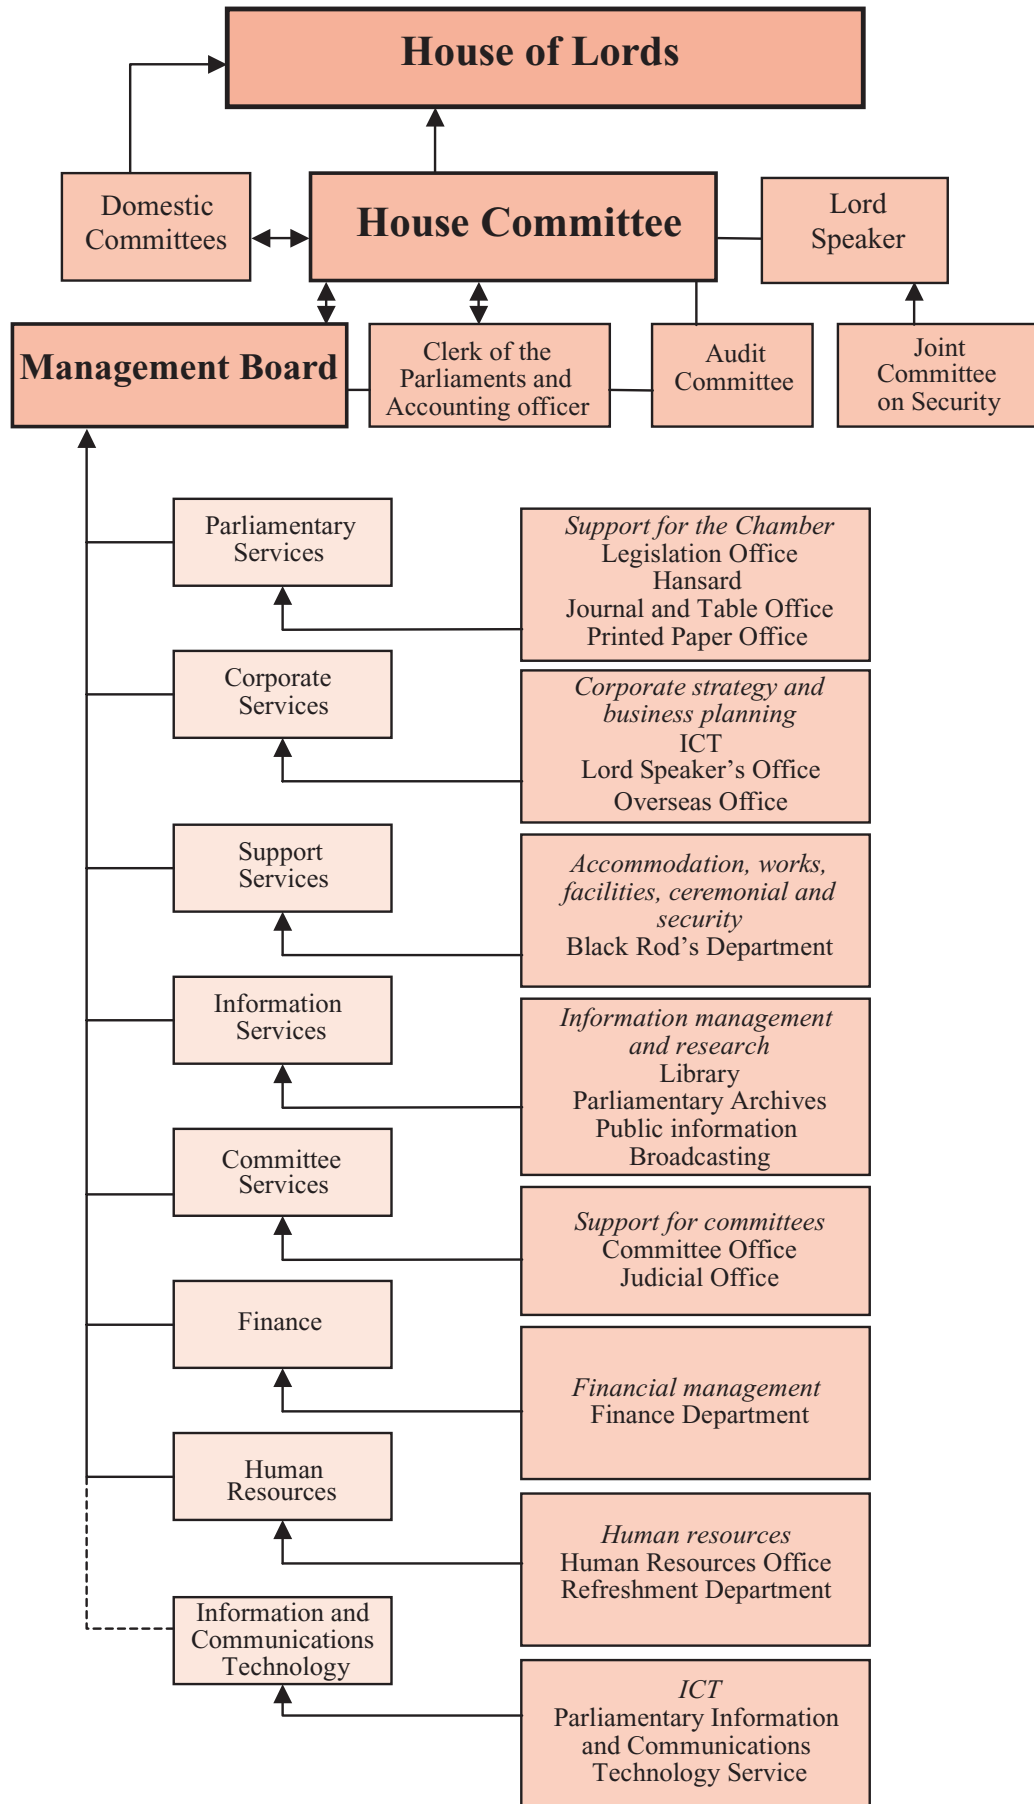 House of Lords
Domestic
Committees
House Committee
Lord
Speaker
Management Board
Clerk of the
Parliaments and
Accounting officer
Audit
Committee
Joint
Committee
on Security
Parliamentary
Services
Support for the Chamber
Legislation Office
Hansard
Journal and Table Office
Printed Paper Office
Corporate
Services
Corporate strategy and
business planning
ICT
Lord Speaker’s Office
Overseas Office
Support
Services
Accommodation, works,
facilities, ceremonial and
security
Black Rod’s Department
Information
Services
Information management
and research
Library
Parliamentary Archives
Public information
Broadcasting
Committee
Services
Support for committees
Committee Office
Judicial Office
Finance
Financial management
Finance Department
Human
Resources
Human resources
Human Resources Office
Refreshment Department
Information and
Communications
Technology
ICT
Parliamentary Information
and Communications
Technology Service